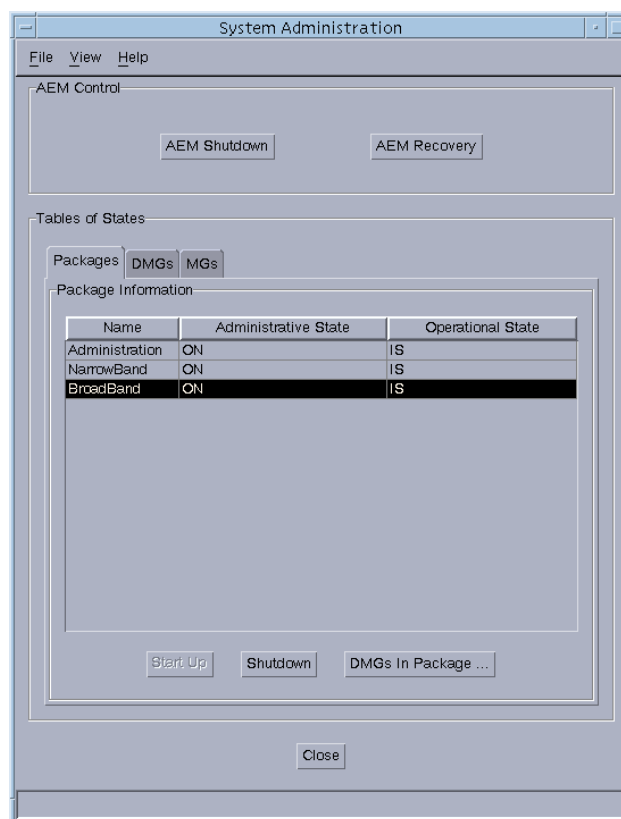 System Administration
File View Help
AEM Control
AEM Shutdown AEM Recovery
Tables of States
Packages DMGs MGs
Package Information
Name Administrative State Operational State
Administration ON IS
NarrowBand ON IS
BroadBand ON IS
Start Up Shutdown DMGs In Package ...
Close